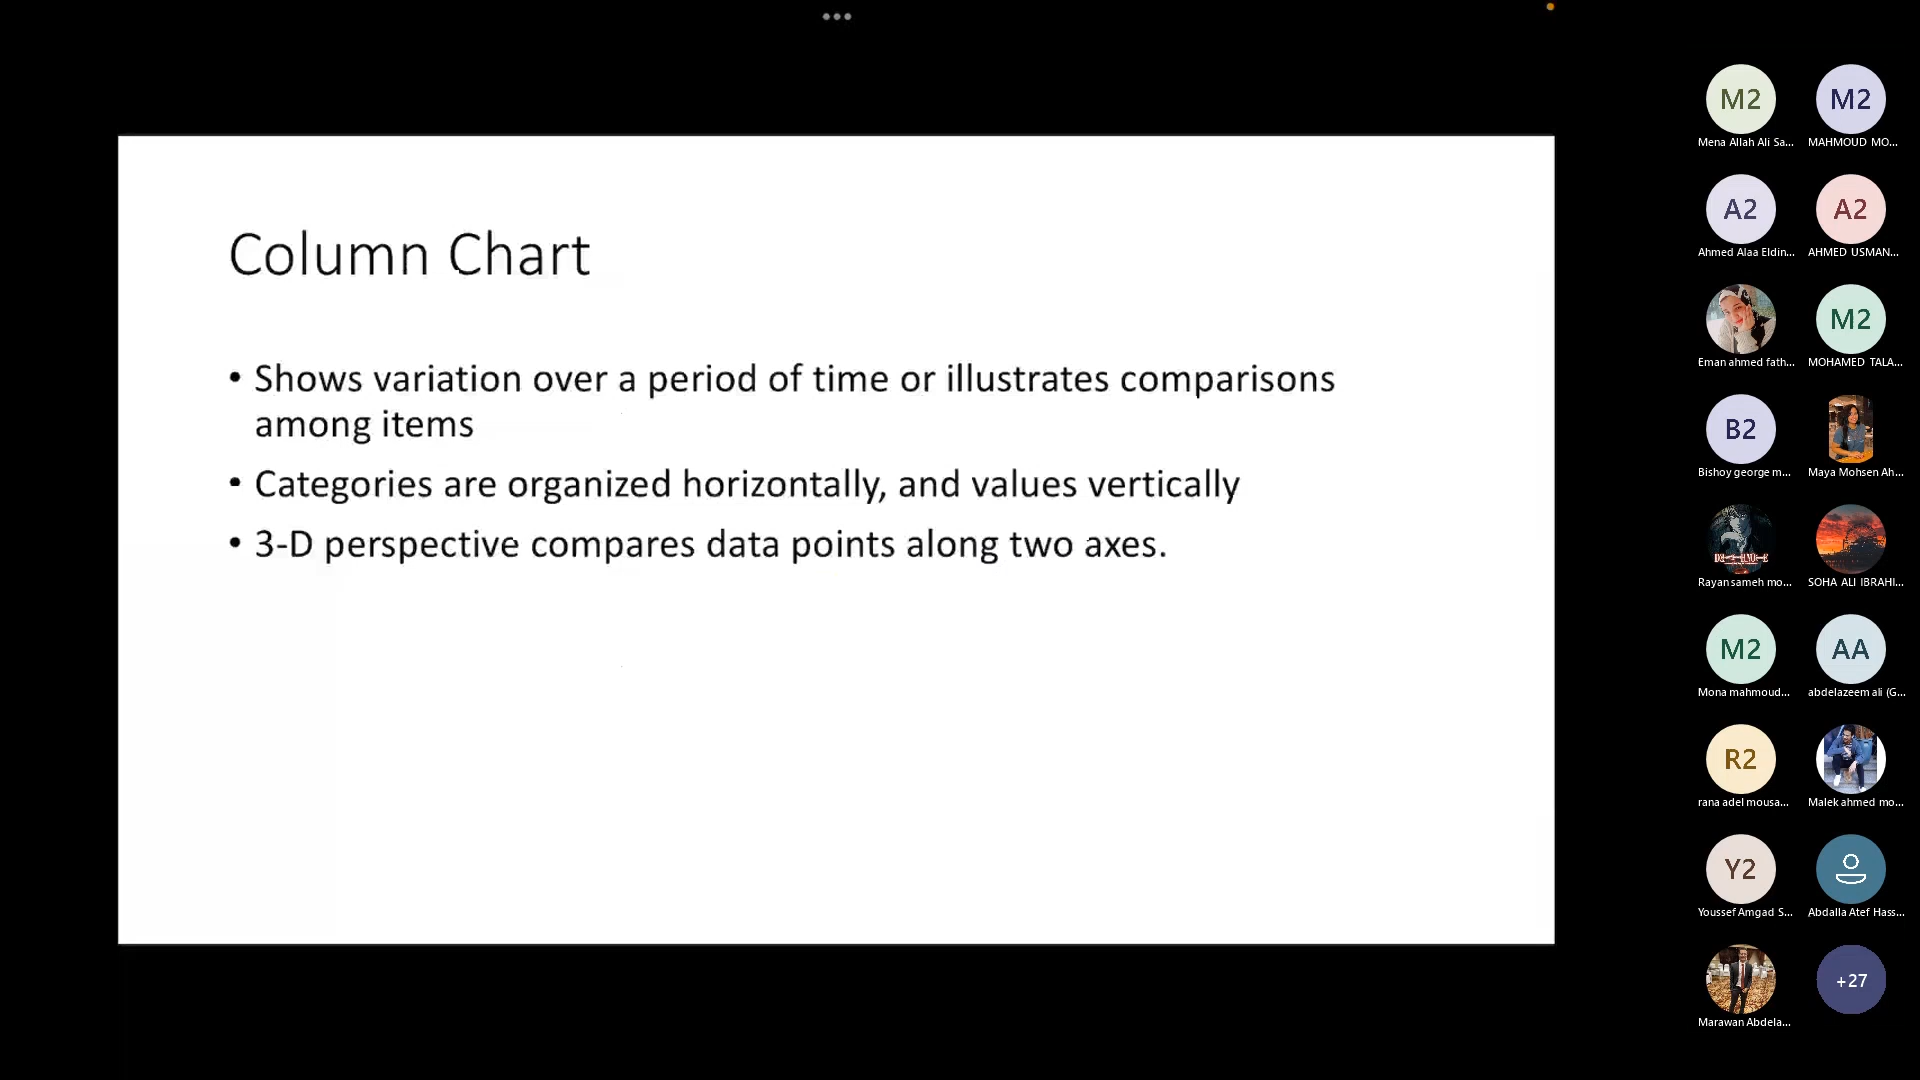 Column Chart
• Shows variation over a period of time or illustrates comparisons
among items
• Categories are organized horizontally, and values vertically
• 3-D perspective compares data points along two axes.
M2
M2
Mena Allah Ali Sa...
MAHMOUD MO...
A2
A2
Ahmed Alaa Eldin...
AHMED USMAN...
M2
Eman ahmed fath...
MOHAMED TALA...
B2
Bishoy george m...
Maya Mohsen Ah...
Rayan sameh mo...
SOHA ALI IBRAHI...
M2
AA
Mona mahmoud...
abdelazeem ali (G...
R2
rana adel mousa...
Malek ahmed mo...
Y2
Youssef Amgad S...
Abdalla Atef Hass...
+27
Marawan Abdela...